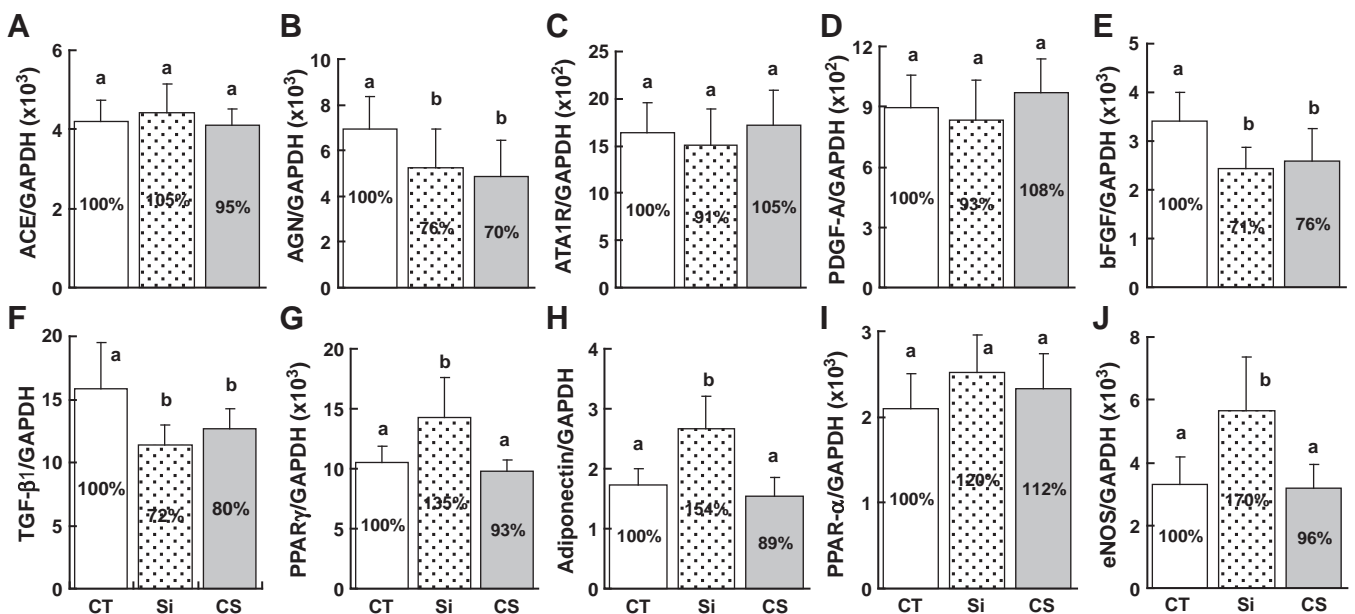 A
ACE/GAPDH (x10³)
6
4
2
0
a
a
a
100%
105%
95%
B
AGN/GAPDH (x10³)
10
8
6
4
2
0
a
b
b
100%
76%
70%
C
ATA1R/GAPDH (x10²)
25
20
15
10
5
0
a
a
a
100%
91%
105%
D
PDGF-A/GAPDH (x10²)
12
9
6
3
0
a
a
a
100%
93%
108%
E
bFGF/GAPDH (x10³)
5
4
3
2
1
0
a
b
b
100%
71%
76%
F
TGF-β1/GAPDH
20
15
10
5
0
a
b
b
100%
72%
80%
CT Si CS
G
PPARγ/GAPDH (x10³)
20
15
10
5
0
a
b
a
100%
135%
93%
CT Si CS
H
Adiponectin/GAPDH
4
3
2
1
0
a
b
a
100%
154%
89%
CT Si CS
I
PPAR-α/GAPDH (x10³)
3
2
1
0
a
a
a
100%
120%
112%
CT Si CS
J
eNOS/GAPDH (x10³)
8
6
4
2
0
a
b
a
100%
170%
96%
CT Si CS